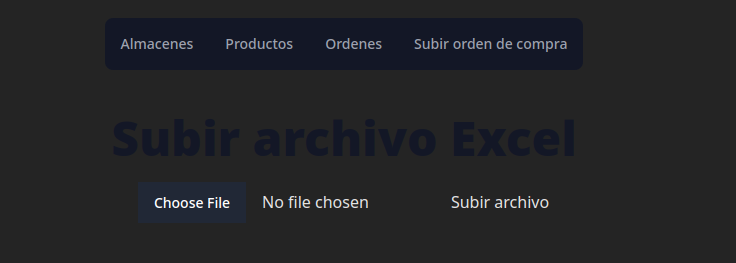 Almacenes Productos Ordenes Subir orden de compra
Subir archivo Excel
Choose File No file chosen Subir archivo